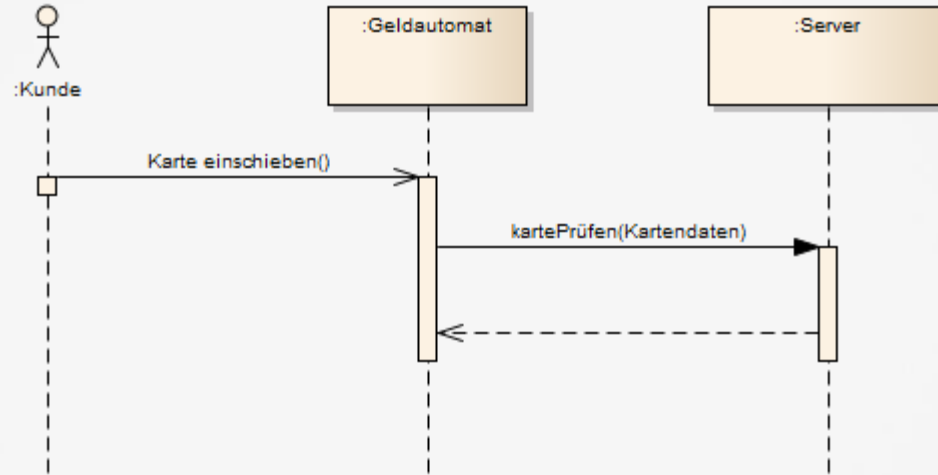 :Geldautomat
:Server
:Kunde
Karte einschieben()
kartePrüfen(Kartendaten)